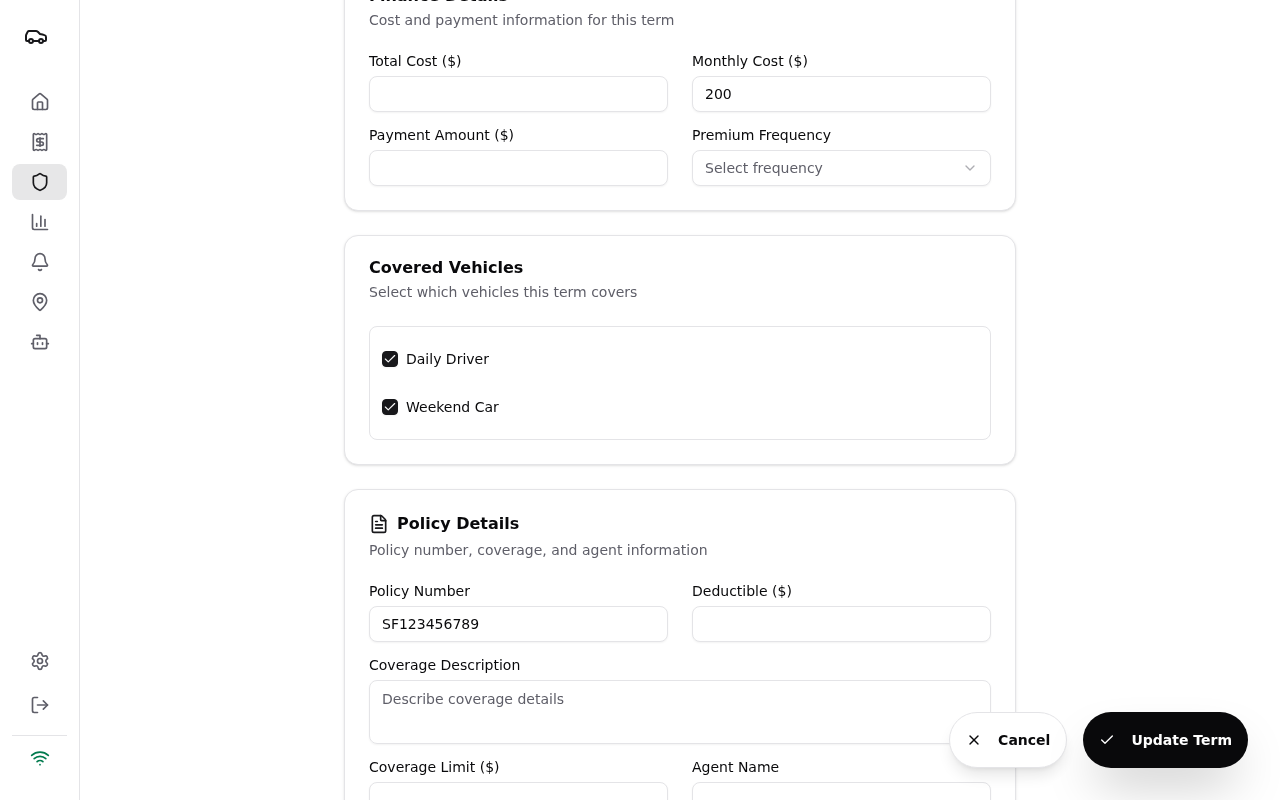 Cost and payment information for this term
Total Cost ($)
Monthly Cost ($)
200
Payment Amount ($)
Premium Frequency
Select frequency
Covered Vehicles
Select which vehicles this term covers
Daily Driver
Weekend Car
Policy Details
Policy number, coverage, and agent information
Policy Number
Deductible ($)
SF123456789
Coverage Description
Describe coverage details
Cancel
Update Term
Coverage Limit ($)
Agent Name